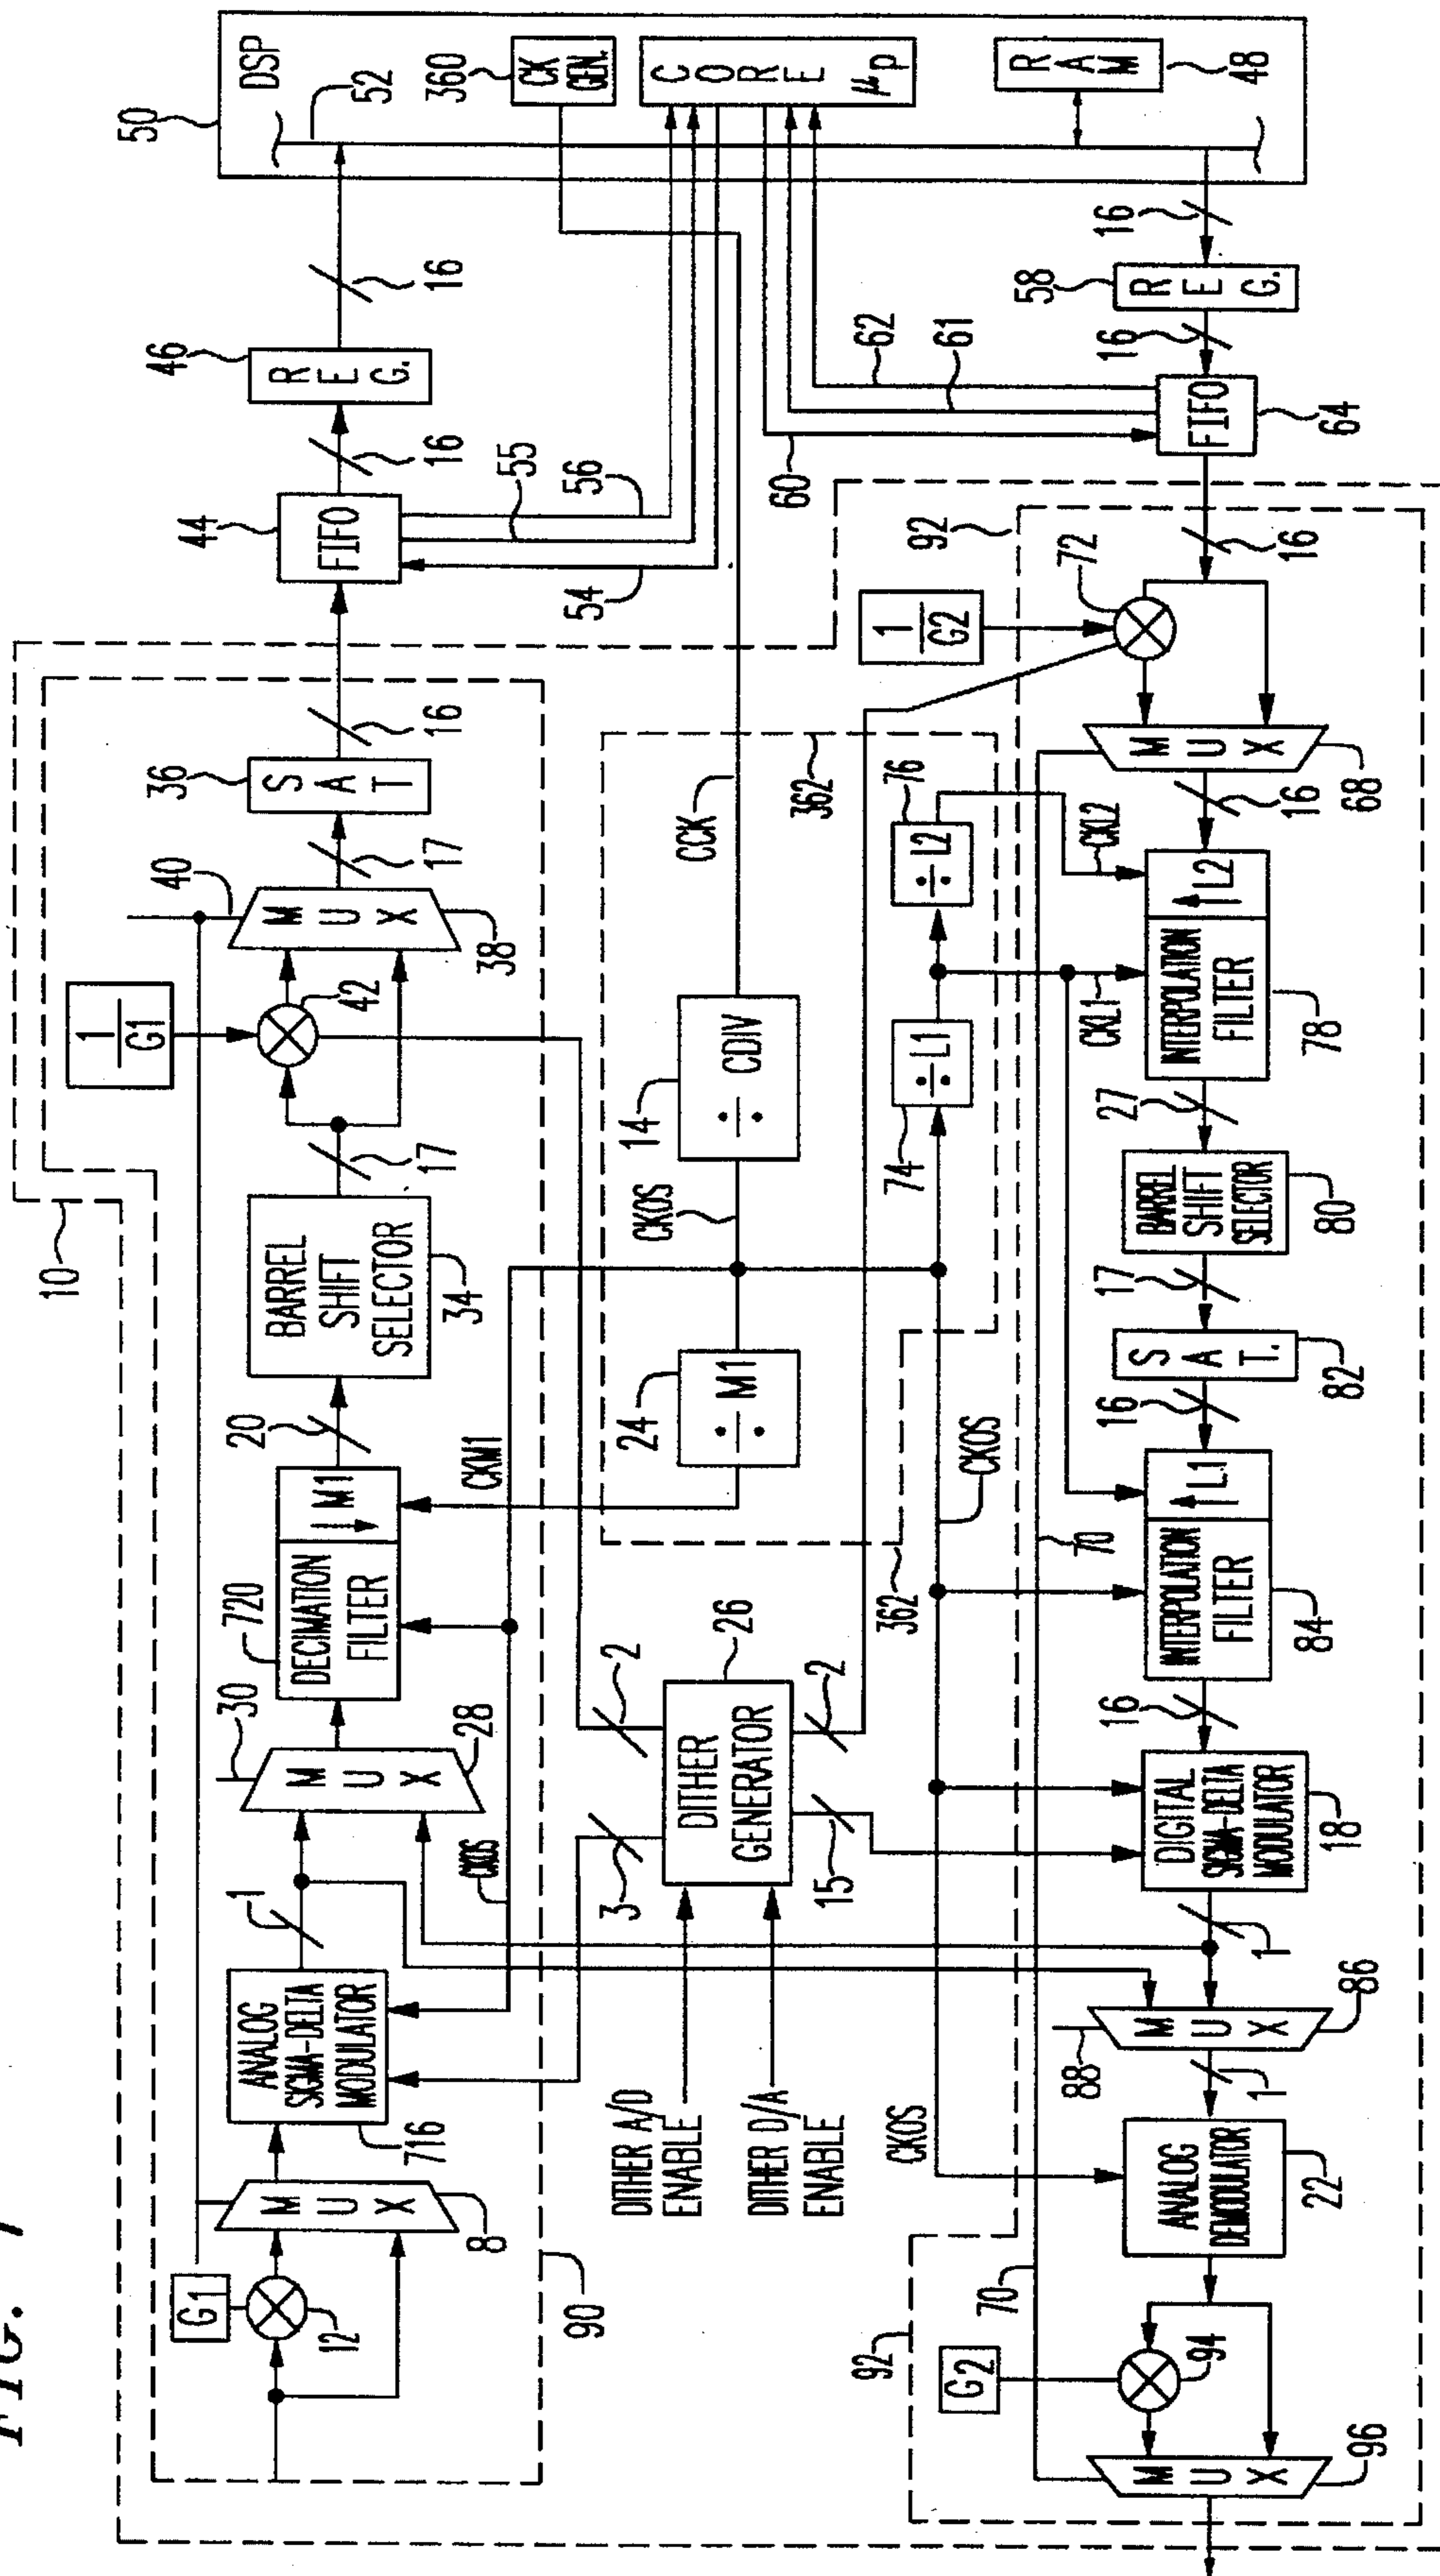 FIG. 1
50
DSP
52
360
CK
GEN.
CORE
μp
RAM
48
16
46
REG.
16
44
FIFO
54
55
56
16
58
REG.
16
62
61
60
FIFO
64
10
90
G1
12
MUX
8
ANALOG
SIGMA-DELTA
MODULATOR
716
1
30
MUX
28
CKOS
720
DECIMATION
FILTER
↓M1
CKM1
20
BARREL
SHIFT
SELECTOR
34
17
1
G1
42
40
MUX
38
17
36
SAT
16
DITHER A/D
ENABLE
DITHER D/A
ENABLE
3
2
DITHER
GENERATOR
26
15
2
24
÷ M1
CKOS
14
÷ CDIV
CCK
362
362
CKOS
CKOS
74
÷L1
76
÷L2
CKL1
CKL2
92
92
1
G2
72
16
MUX
68
16
INTERPOLATION
FILTER
↑L2
78
27
BARREL
SHIFT
SELECTOR
80
17
SAT.
82
16
INTERPOLATION
FILTER
↑L1
84
16
DIGITAL
SIGMA-DELTA
MODULATOR
18
1
88
MUX
86
1
ANALOG
DEMODULATOR
22
70
70
G2
94
MUX
96